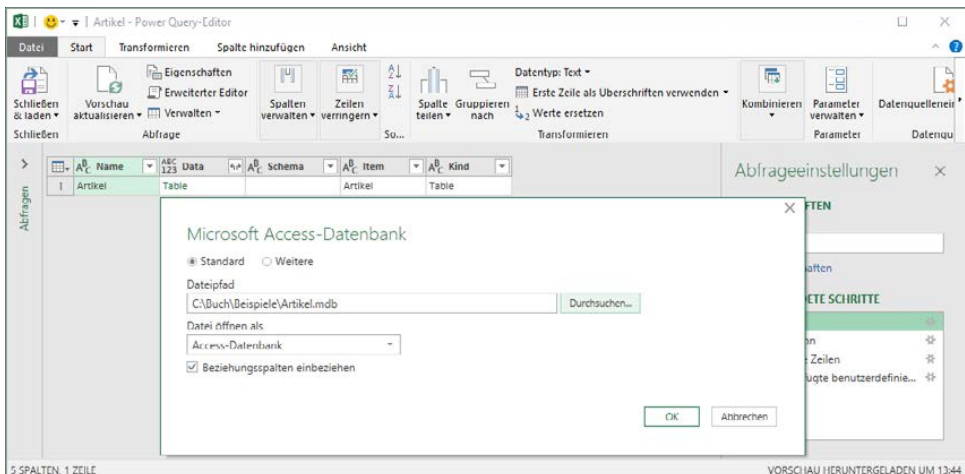 Artikel - Power Query-Editor
Datei Start Transformieren Spalte hinzufügen Ansicht
Schließen & laden
Schließen
Vorschau aktualisieren
Eigenschaften
Erweiterter Editor
Verwalten
Abfrage
Spalten verwalten
Zeilen verringern
So...
Spalte teilen
Gruppieren nach
Datentyp: Text
Erste Zeile als Überschriften verwenden
Werte ersetzen
Transformieren
Kombinieren
Parameter verwalten
Parameter
Datenquellenein
Datenqu
Abfragen
Name Data Schema Item Kind
1 Artikel Table Artikel Table
Abfrageeinstellungen
FTEN
aften
ETE SCHRITTE
on
e Zeilen
fugte benutzerdefinie...
Microsoft Access-Datenbank
Standard Weitere
Dateipfad
C:\Buch\Beispiele\Artikel.mdb Durchsuchen...
Datei öffnen als
Access-Datenbank
Beziehungsspalten einbeziehen
OK Abbrechen
5 SPALTEN, 1 ZEILE VORSCHAU HERUNTERGELADEN UM 13:44